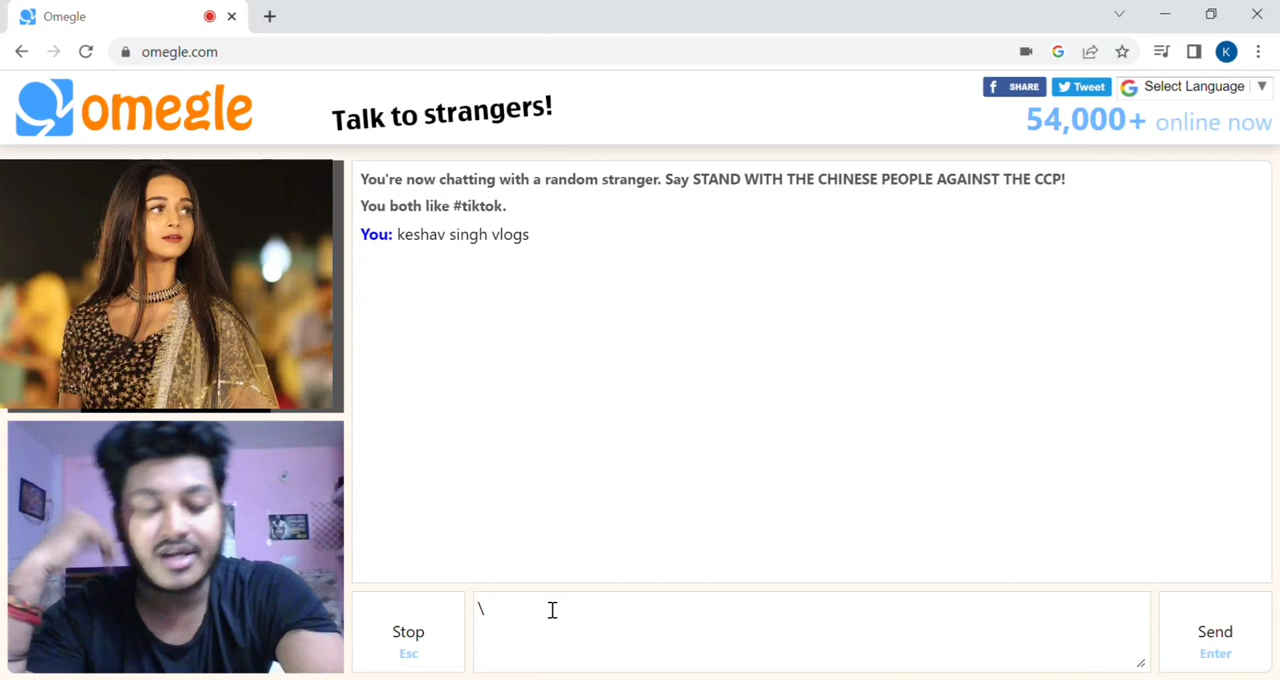 Omegle
omegle.com
K
omegle
Talk to strangers!
SHARE
Tweet
Select Language
54,000+ online now
You're now chatting with a random stranger. Say STAND WITH THE CHINESE PEOPLE AGAINST THE CCP!
You both like #tiktok.
You: keshav singh vlogs
\
Stop
Esc
Send
Enter